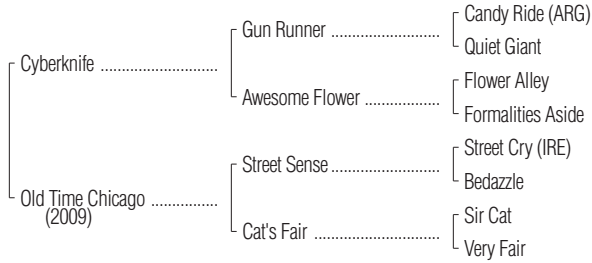 Candy Ride (ARG)
Gun Runner ....................
Quiet Giant
Cyberknife ......................
Flower Alley
Awesome Flower ..............
Formalities Aside
Street Cry (IRE)
Street Sense ....................
Bedazzle
Old Time Chicago ...............
(2009)
Sir Cat
Cat's Fair ........................
Very Fair